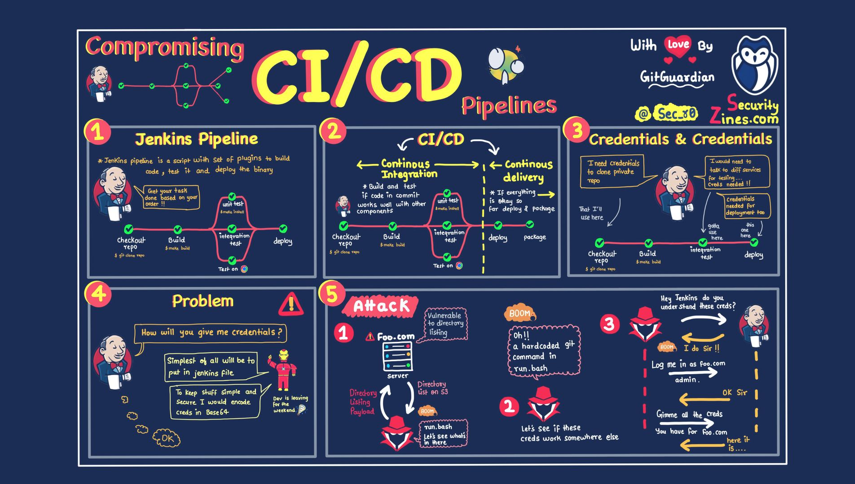 Compromising
CI/CD
Pipelines
With Love By
GitGuardian
@ Sec_r0
Security
Zines.com
1
Jenkins Pipeline
* Jenkins pipeline is a script with set of plugins to build
code, test it and deploy the binary
Get your task
done based on your
order !!
Checkout
repo
$ git clone repo
Build
$ make build
unit test
$ make linttest
integration
test
Test on
deploy
2
CI/CD
Continous
Integration
Continous
delivery
* Build and test
if code in commit
works well with other
components
* If everything
is okay so
far deploy & package
Checkout
repo
$ git clone repo
Build
$ make build
unit test
$ make linttest
integration
test
Test on
deploy
package
3
Credentials & Credentials
I need credentials
to clone private
repo
I would need to
talk to diff services
for testing...
Creds needed !!
credentials
needed for
deployment too
That I'll
use here
gotta
use
here
this
one
here
Checkout
repo
$ git clone repo
Build
$ make build
integration
test
deploy
4
Problem
How will you give me credentials?
Simplest of all will be to
put in jenkins file
To keep stuff simple and
secure I would encode
creds in Base64
Dev is leaving
for the
weekend
OK
5
Attack
1
Foo.com
server
Vulnerable
to directory
listing
Directory
Listing
Payload
Directory
list on S3
BOOM
run.bash
Let's see whats
in there
BOOM
Oh!!
a hardcoded git
command in
run.bash
2
Let's see if these
creds work somewhere else
3
Hey Jenkins do you
understand these creds?
BOOM
I do Sir !!
Log me in as foo.com
admin.
OK Sir
Gimme all the creds
You have for Foo.com
here it
is....